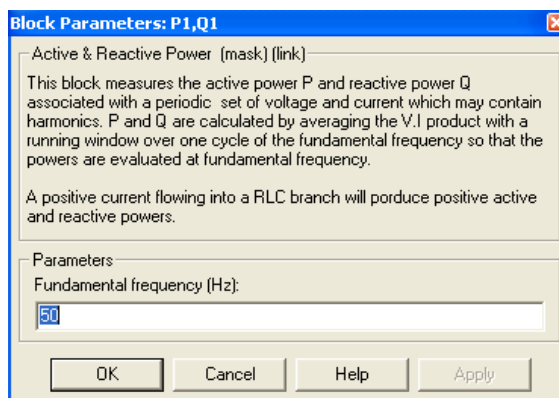 Block Parameters: P1,Q1
Active & Reactive Power (mask) (link)
This block measures the active power P and reactive power Q
associated with a periodic set of voltage and current which may contain
harmonics. P and Q are calculated by averaging the V.I product with a
running window over one cycle of the fundamental frequency so that the
powers are evaluated at fundamental frequency.
A positive current flowing into a RLC branch will porduce positive active
and reactive powers.
Parameters
Fundamental frequency (Hz):
50
OK Cancel Help Apply